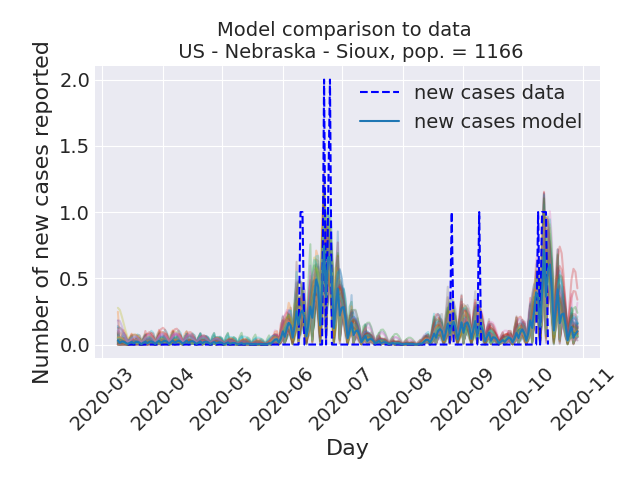 Model comparison to data
US - Nebraska - Sioux, pop. = 1166
Number of new cases reported
2.0
1.5
1.0
0.5
0.0
new cases data
new cases model
2020-03
2020-04
2020-05
2020-06
2020-07
2020-08
2020-09
2020-10
2020-11
Day